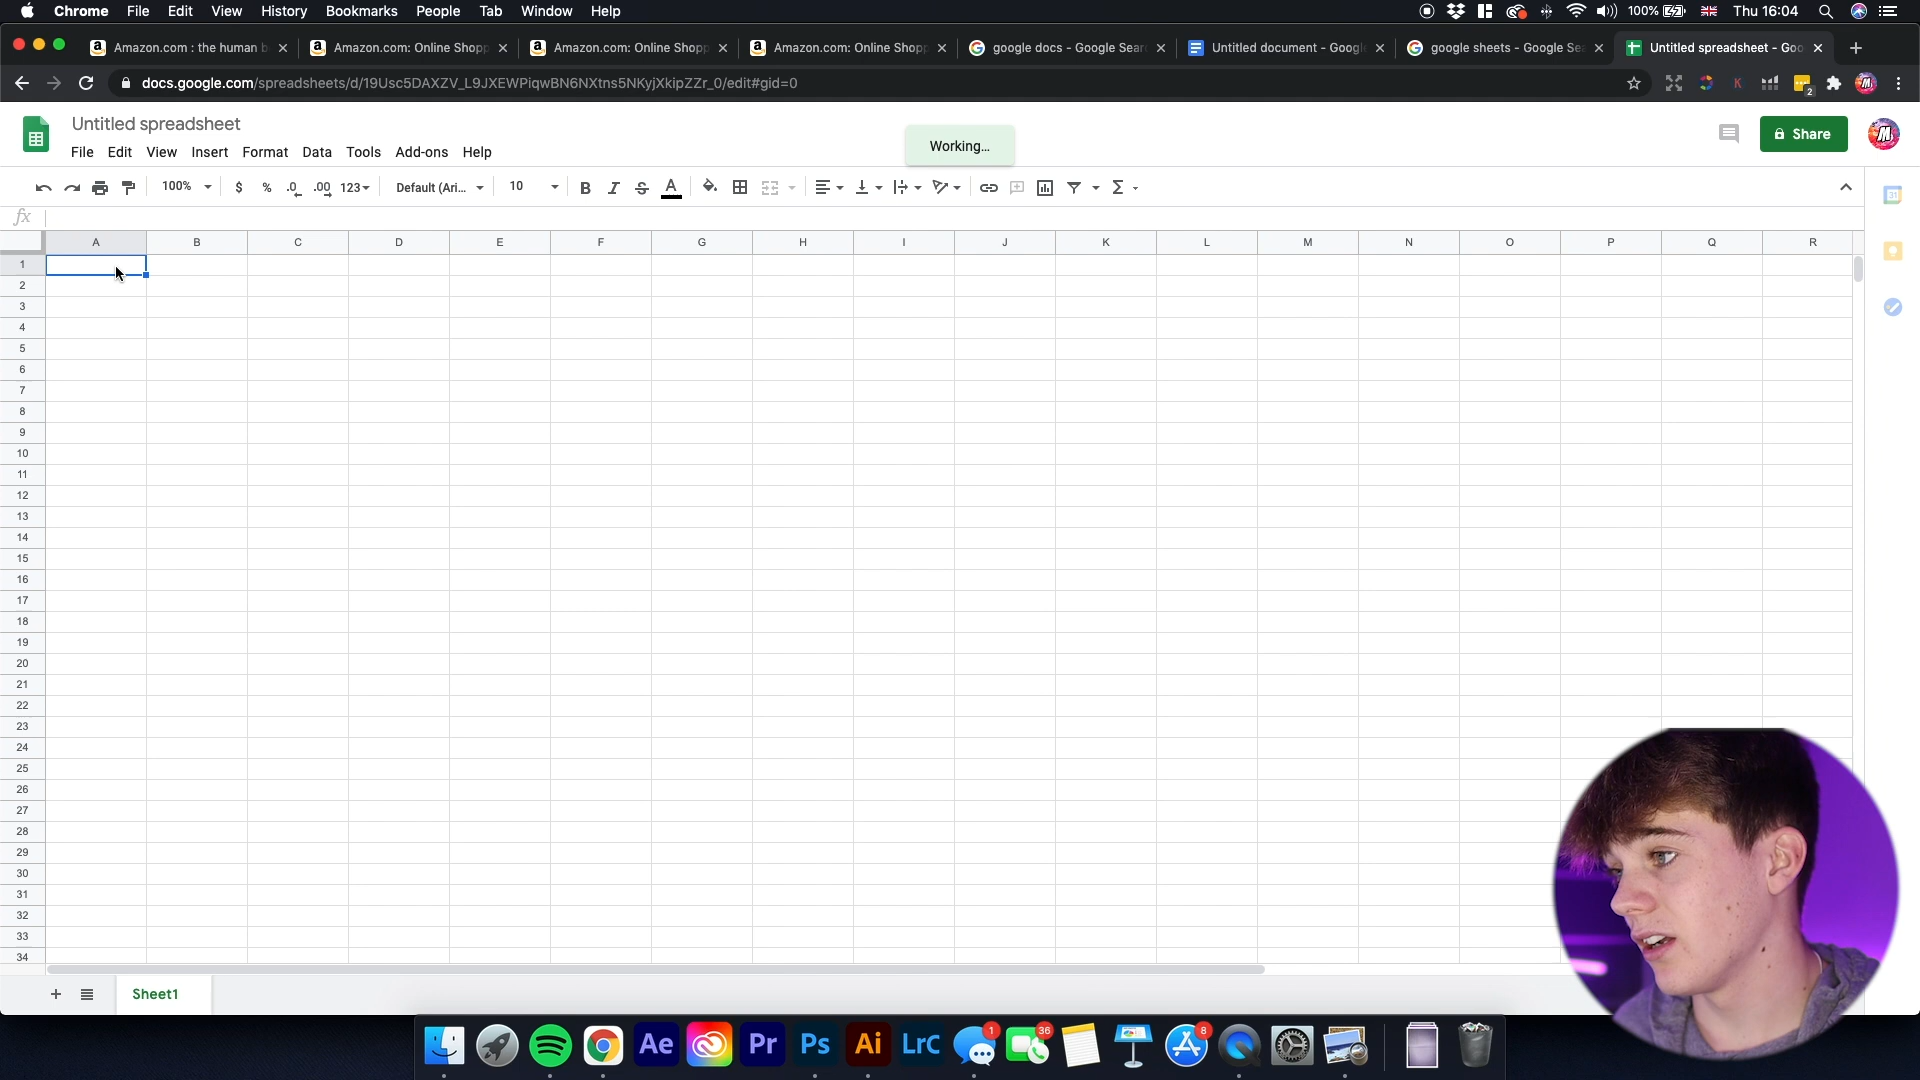 Chrome File Edit View History Bookmarks People Tab Window Help 100% Thu 16:04
Amazon.com : the human b Amazon.com: Online Shopp Amazon.com: Online Shopp Amazon.com: Online Shopp google docs - Google Sear Untitled document - Googl google sheets - Google Se Untitled spreadsheet - Goo
docs.google.com/spreadsheets/d/19Usc5DAXZV_L9JXEWPiqwBN6NXtns5NKyjXkipZZr_0/edit#gid=0 2
Untitled spreadsheet
Working...
Share
File Edit View Insert Format Data Tools Add-ons Help
100% $ % .0 .00 123 Default (Ari... 10 B I S A Σ
31
fx
A B C D E F G H I J K L M N O P Q R
1
2
3
4
5
6
7
8
9
10
11
12
13
14
15
16
17
18
19
20
21
22
23
24
25
26
27
28
29
30
31
32
33
34
+ Sheet1
Ae Pr Ps Ai LrC 1 36 8